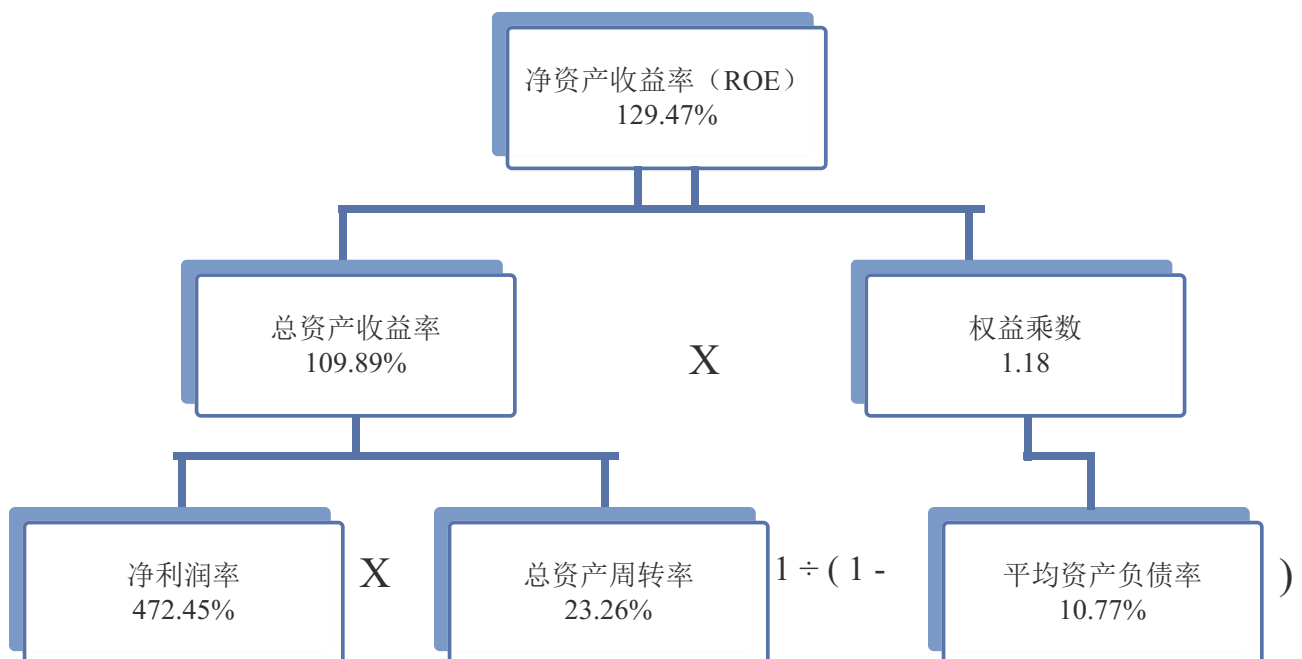 净资产收益率（ROE）
129.47%
总资产收益率
109.89%
X
权益乘数
1.18
净利润率
472.45%
X
总资产周转率
23.26%
1 ÷ ( 1 -
平均资产负债率
10.77%
)